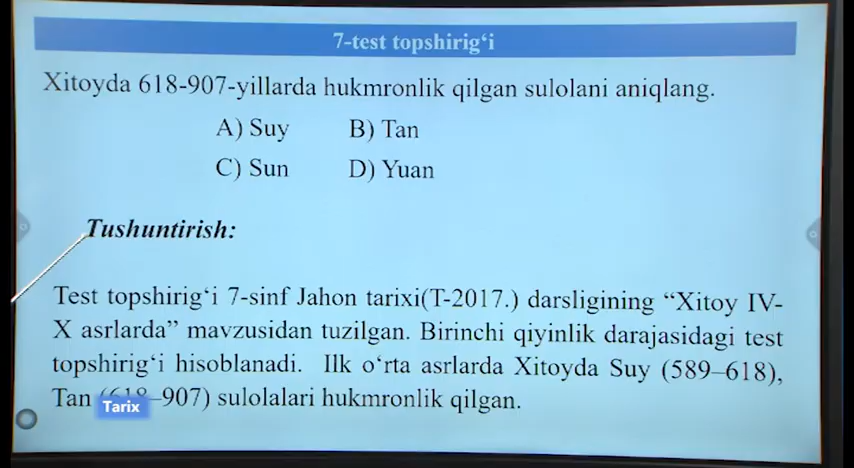 7-test topshirig‘i
Xitoyda 618-907-yillarda hukmronlik qilgan sulolani aniqlang.
A) Suy B) Tan
C) Sun D) Yuan
Tushuntirish:
Test topshirig‘i 7-sinf Jahon tarixi(T-2017.) darsligining “Xitoy IV-
X asrlarda” mavzusidan tuzilgan. Birinchi qiyinlik darajasidagi test
topshirig‘i hisoblanadi. Ilk o‘rta asrlarda Xitoyda Suy (589–618),
Tan (618–907) sulolalari hukmronlik qilgan.
Tarix